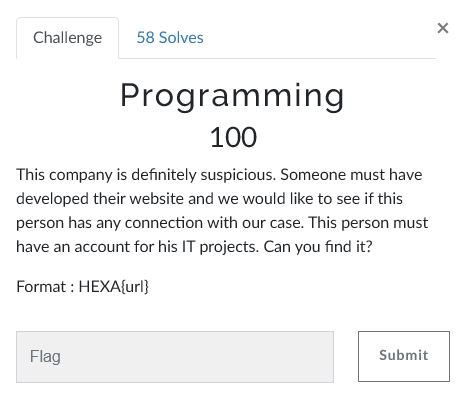 Challenge
58 Solves
×
Programming
100
This company is definitely suspicious. Someone must have
developed their website and we would like to see if this
person has any connection with our case. This person must
have an account for his IT projects. Can you find it?
Format : HEXA{url}
Flag
Submit